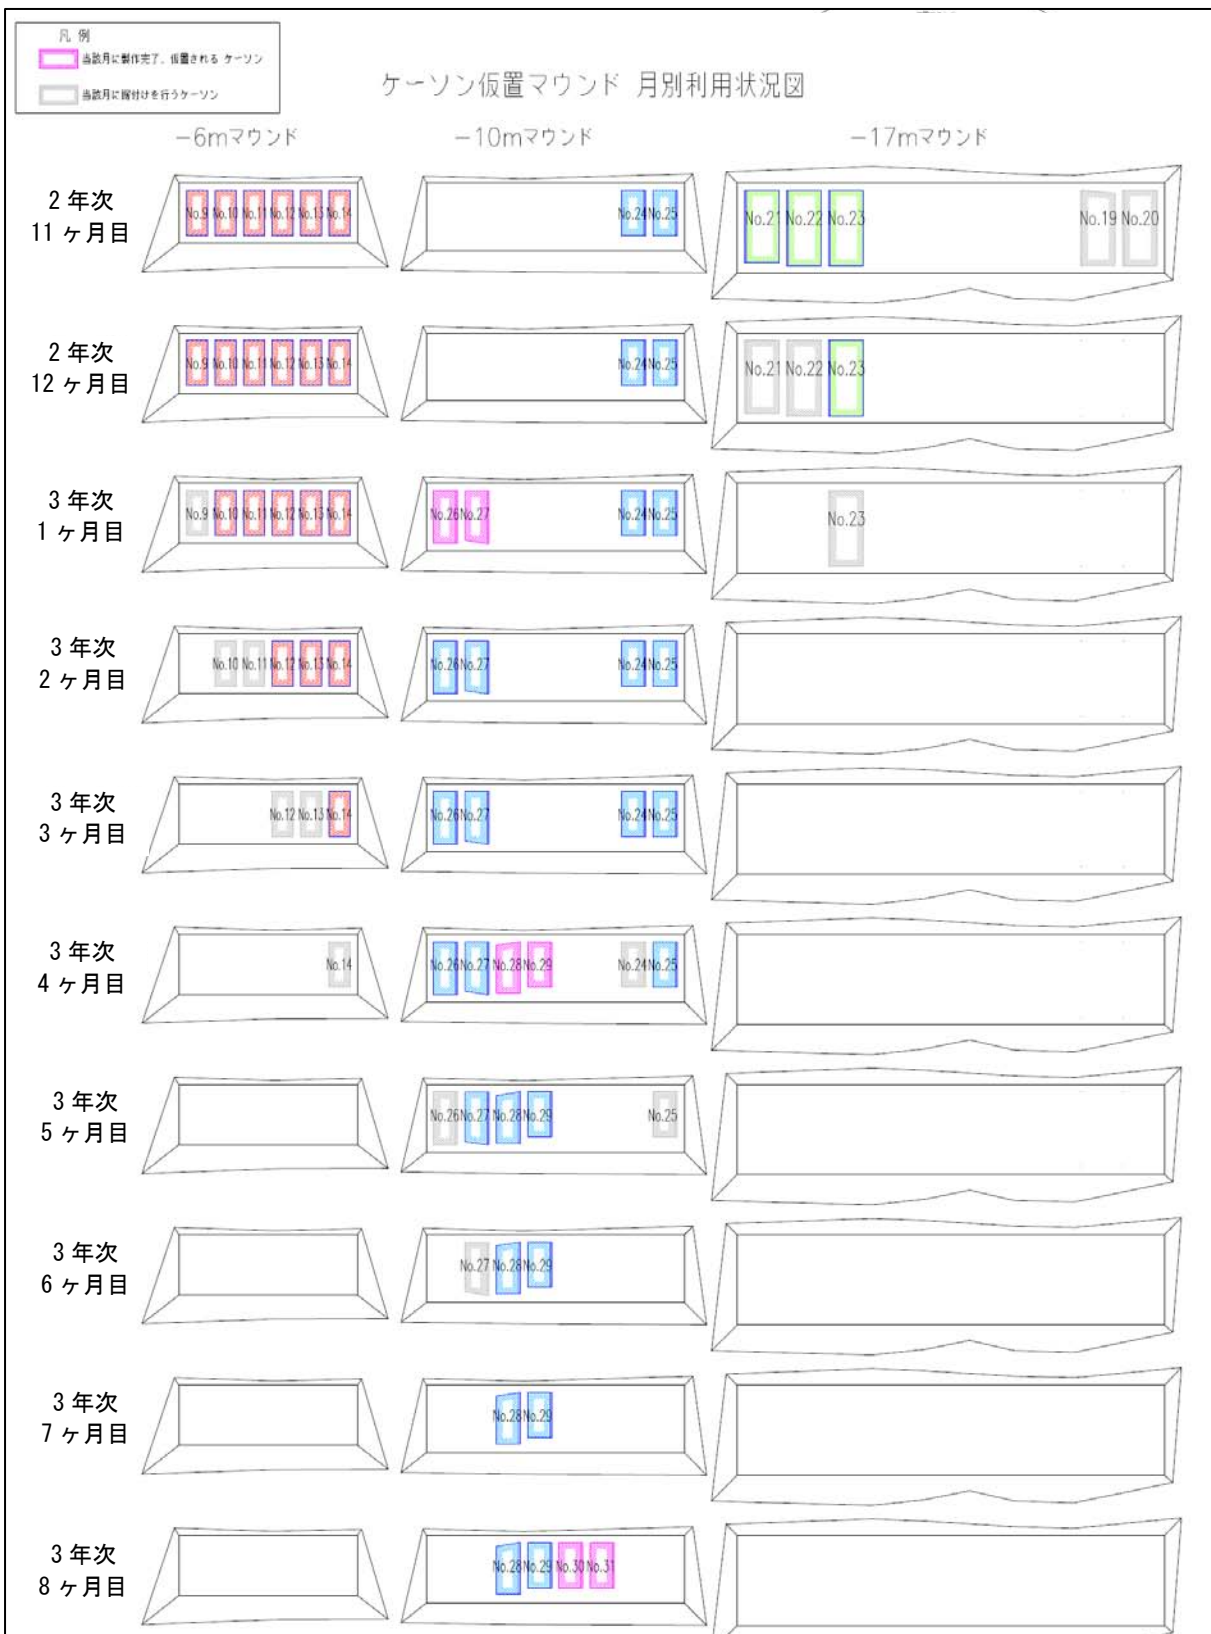 凡 例
当該月に製作完了、仮置される ケーソン
当該月に据付けを行うケーソン
ケーソン仮置マウンド 月別利用状況図
-6mマウンド -10mマウンド -17mマウンド
2 年次
11 ヶ月目
No.9 No.10 No.11 No.12 No.13 No.14 No.24 No.25 No.21 No.22 No.23 No.19 No.20
2 年次
12 ヶ月目
No.9 No.10 No.11 No.12 No.13 No.14 No.24 No.25 No.21 No.22 No.23
3 年次
1 ヶ月目
No.9 No.10 No.11 No.12 No.13 No.14 No.26 No.27 No.24 No.25 No.23
3 年次
2 ヶ月目
No.10 No.11 No.12 No.13 No.14 No.26 No.27 No.24 No.25
3 年次
3 ヶ月目
No.12 No.13 No.14 No.26 No.27 No.24 No.25
3 年次
4 ヶ月目
No.14 No.26 No.27 No.28 No.29 No.24 No.25
3 年次
5 ヶ月目
No.26 No.27 No.28 No.29 No.25
3 年次
6 ヶ月目
No.27 No.28 No.29
3 年次
7 ヶ月目
No.28 No.29
3 年次
8 ヶ月目
No.28 No.29 No.30 No.31